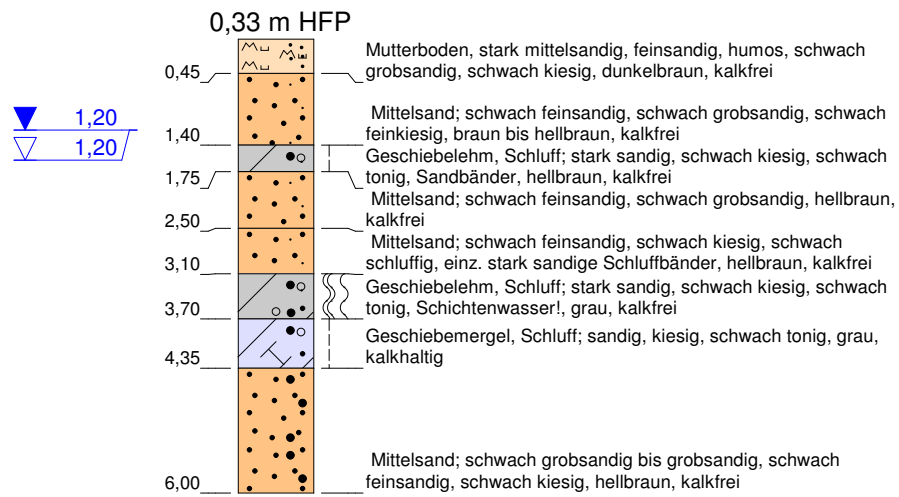 0,33 m HFP
Mutterboden, stark mittelsandig, feinsandig, humos, schwach
grobsandig, schwach kiesig, dunkelbraun, kalkfrei
0,45
Mittelsand; schwach feinsandig, schwach grobsandig, schwach
feinkiesig, braun bis hellbraun, kalkfrei
1,20
1,20
1,40
Geschiebelehm, Schluff; stark sandig, schwach kiesig, schwach
tonig, Sandbänder, hellbraun, kalkfrei
1,75
Mittelsand; schwach feinsandig, schwach grobsandig, hellbraun,
kalkfrei
2,50
Mittelsand; schwach feinsandig, schwach kiesig, schwach
schluffig, einz. stark sandige Schluffbänder, hellbraun, kalkfrei
3,10
Geschiebelehm, Schluff; stark sandig, schwach kiesig, schwach
tonig, Schichtenwasser!, grau, kalkfrei
3,70
Geschiebemergel, Schluff; sandig, kiesig, schwach tonig, grau,
kalkhaltig
4,35
Mittelsand; schwach grobsandig bis grobsandig, schwach
feinsandig, schwach kiesig, hellbraun, kalkfrei
6,00